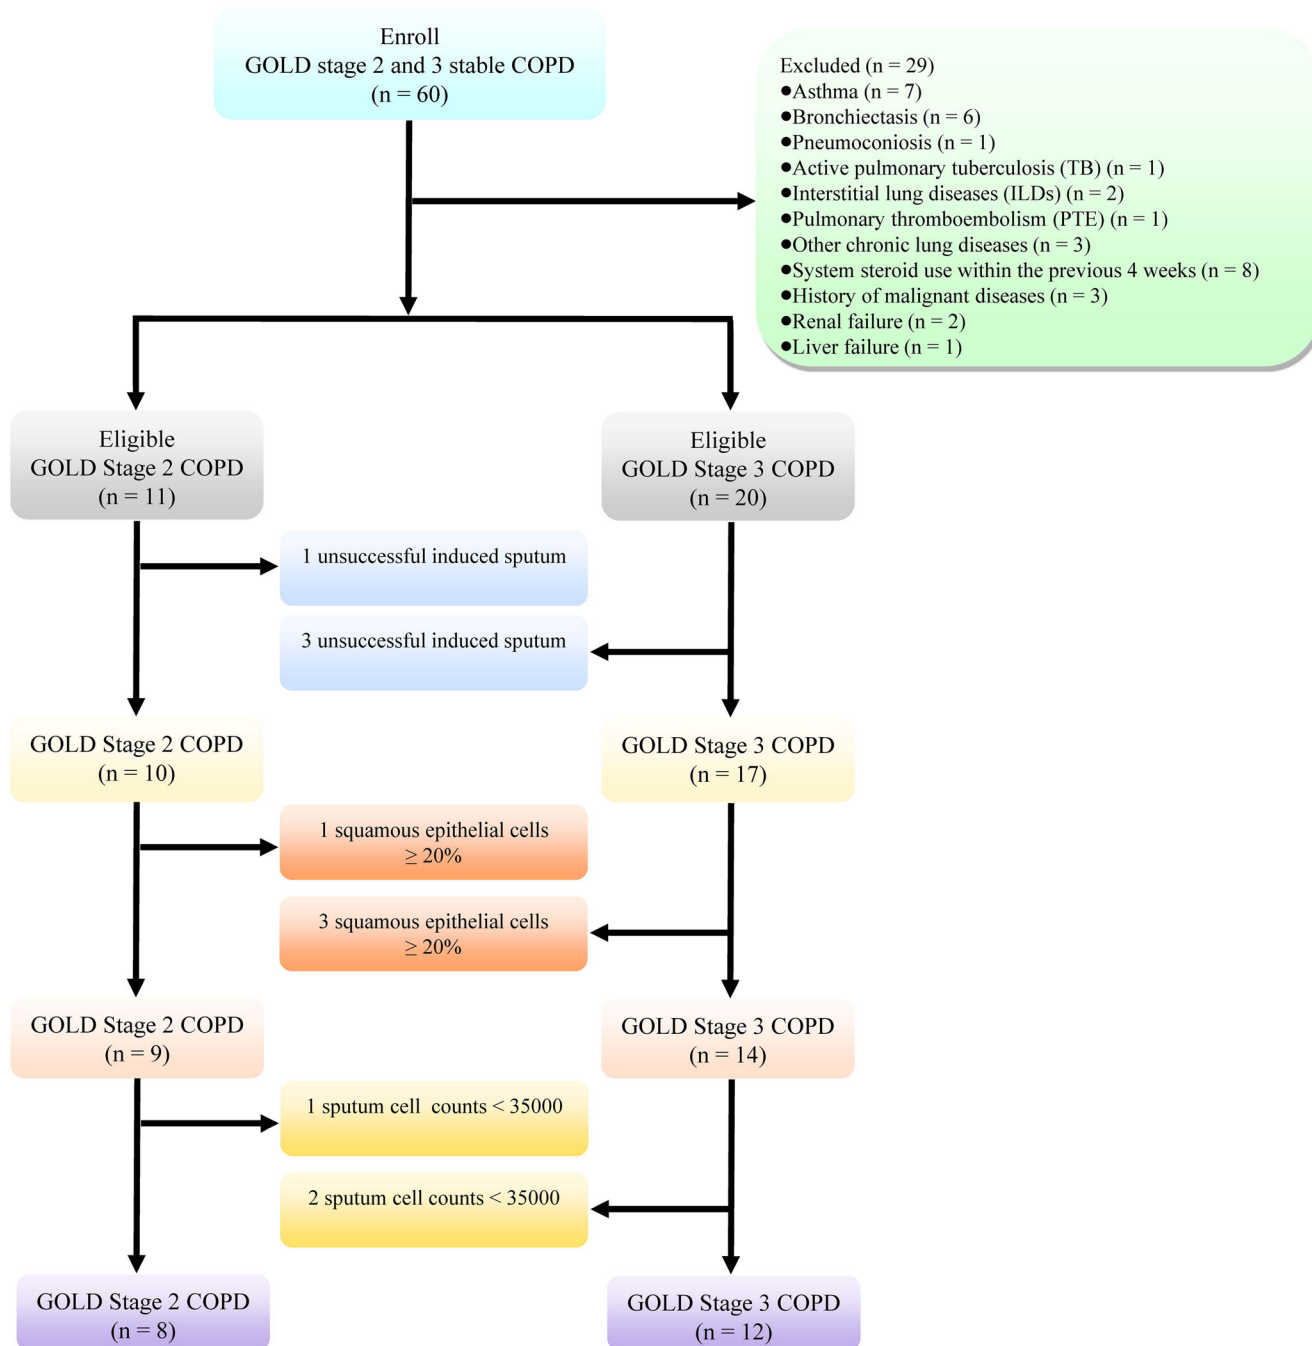 Enroll
GOLD stage 2 and 3 stable COPD
(n = 60)
Excluded (n = 29)
●Asthma (n = 7)
●Bronchiectasis (n = 6)
●Pneumoconiosis (n = 1)
●Active pulmonary tuberculosis (TB) (n = 1)
●Interstitial lung diseases (ILDs) (n = 2)
●Pulmonary thromboembolism (PTE) (n = 1)
●Other chronic lung diseases (n = 3)
●System steroid use within the previous 4 weeks (n = 8)
●History of malignant diseases (n = 3)
●Renal failure (n = 2)
●Liver failure (n = 1)
Eligible
GOLD Stage 2 COPD
(n = 11)
Eligible
GOLD Stage 3 COPD
(n = 20)
1 unsuccessful induced sputum
3 unsuccessful induced sputum
GOLD Stage 2 COPD
(n = 10)
GOLD Stage 3 COPD
(n = 17)
1 squamous epithelial cells
≥ 20%
3 squamous epithelial cells
≥ 20%
GOLD Stage 2 COPD
(n = 9)
GOLD Stage 3 COPD
(n = 14)
1 sputum cell counts < 35000
2 sputum cell counts < 35000
GOLD Stage 2 COPD
(n = 8)
GOLD Stage 3 COPD
(n = 12)